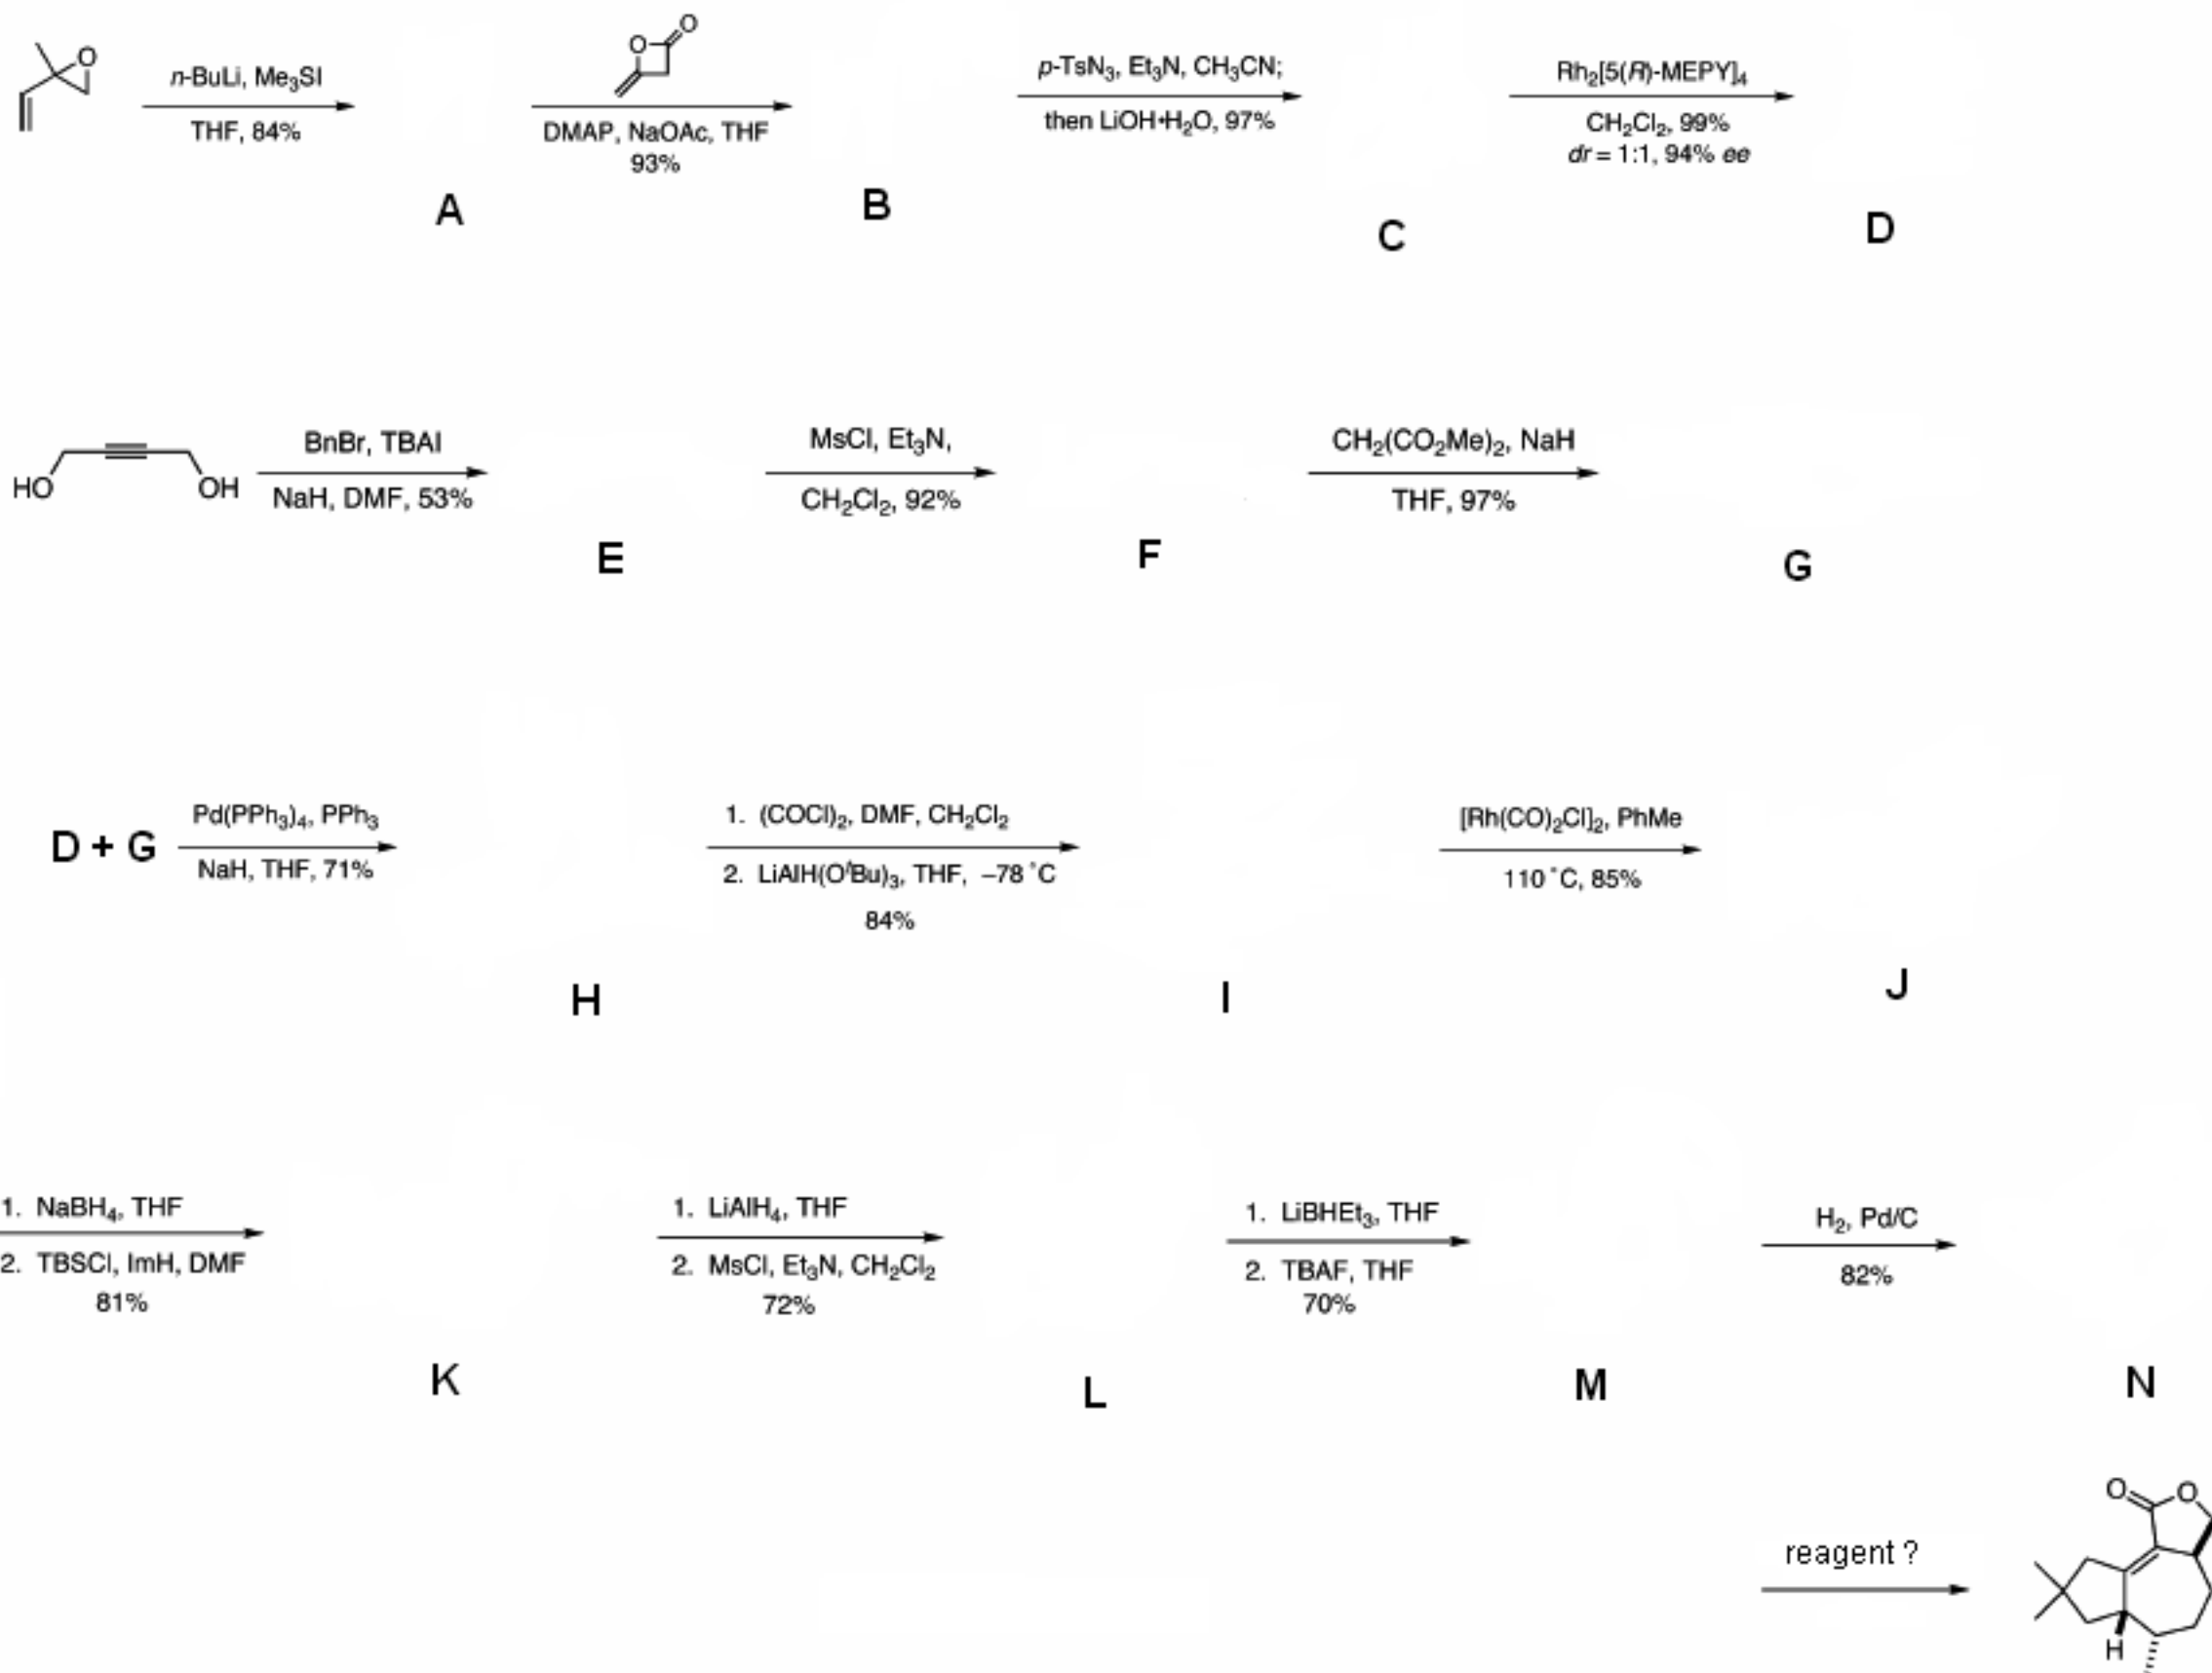 O
n-BuLi, Me₃SI
THF, 84%
A
O
O
DMAP, NaOAc, THF
93%
B
p-TsN₃, Et₃N, CH₃CN;
then LiOH•H₂O, 97%
C
Rh₂[5(R)-MEPY]₄
CH₂Cl₂, 99%
dr = 1:1, 94% ee
D
HO
OH
BnBr, TBAI
NaH, DMF, 53%
E
MsCl, Et₃N,
CH₂Cl₂, 92%
F
CH₂(CO₂Me)₂, NaH
THF, 97%
G
D + G
Pd(PPh₃)₄, PPh₃
NaH, THF, 71%
H
1. (COCl)₂, DMF, CH₂Cl₂
2. LiAlH(OᵗBu)₃, THF, –78 ˚C
84%
I
[Rh(CO)₂Cl]₂, PhMe
110 ˚C, 85%
J
1. NaBH₄, THF
2. TBSCl, ImH, DMF
81%
K
1. LiAlH₄, THF
2. MsCl, Et₃N, CH₂Cl₂
72%
L
1. LiBHEt₃, THF
2. TBAF, THF
70%
M
H₂, Pd/C
82%
N
reagent ?
O
O
H